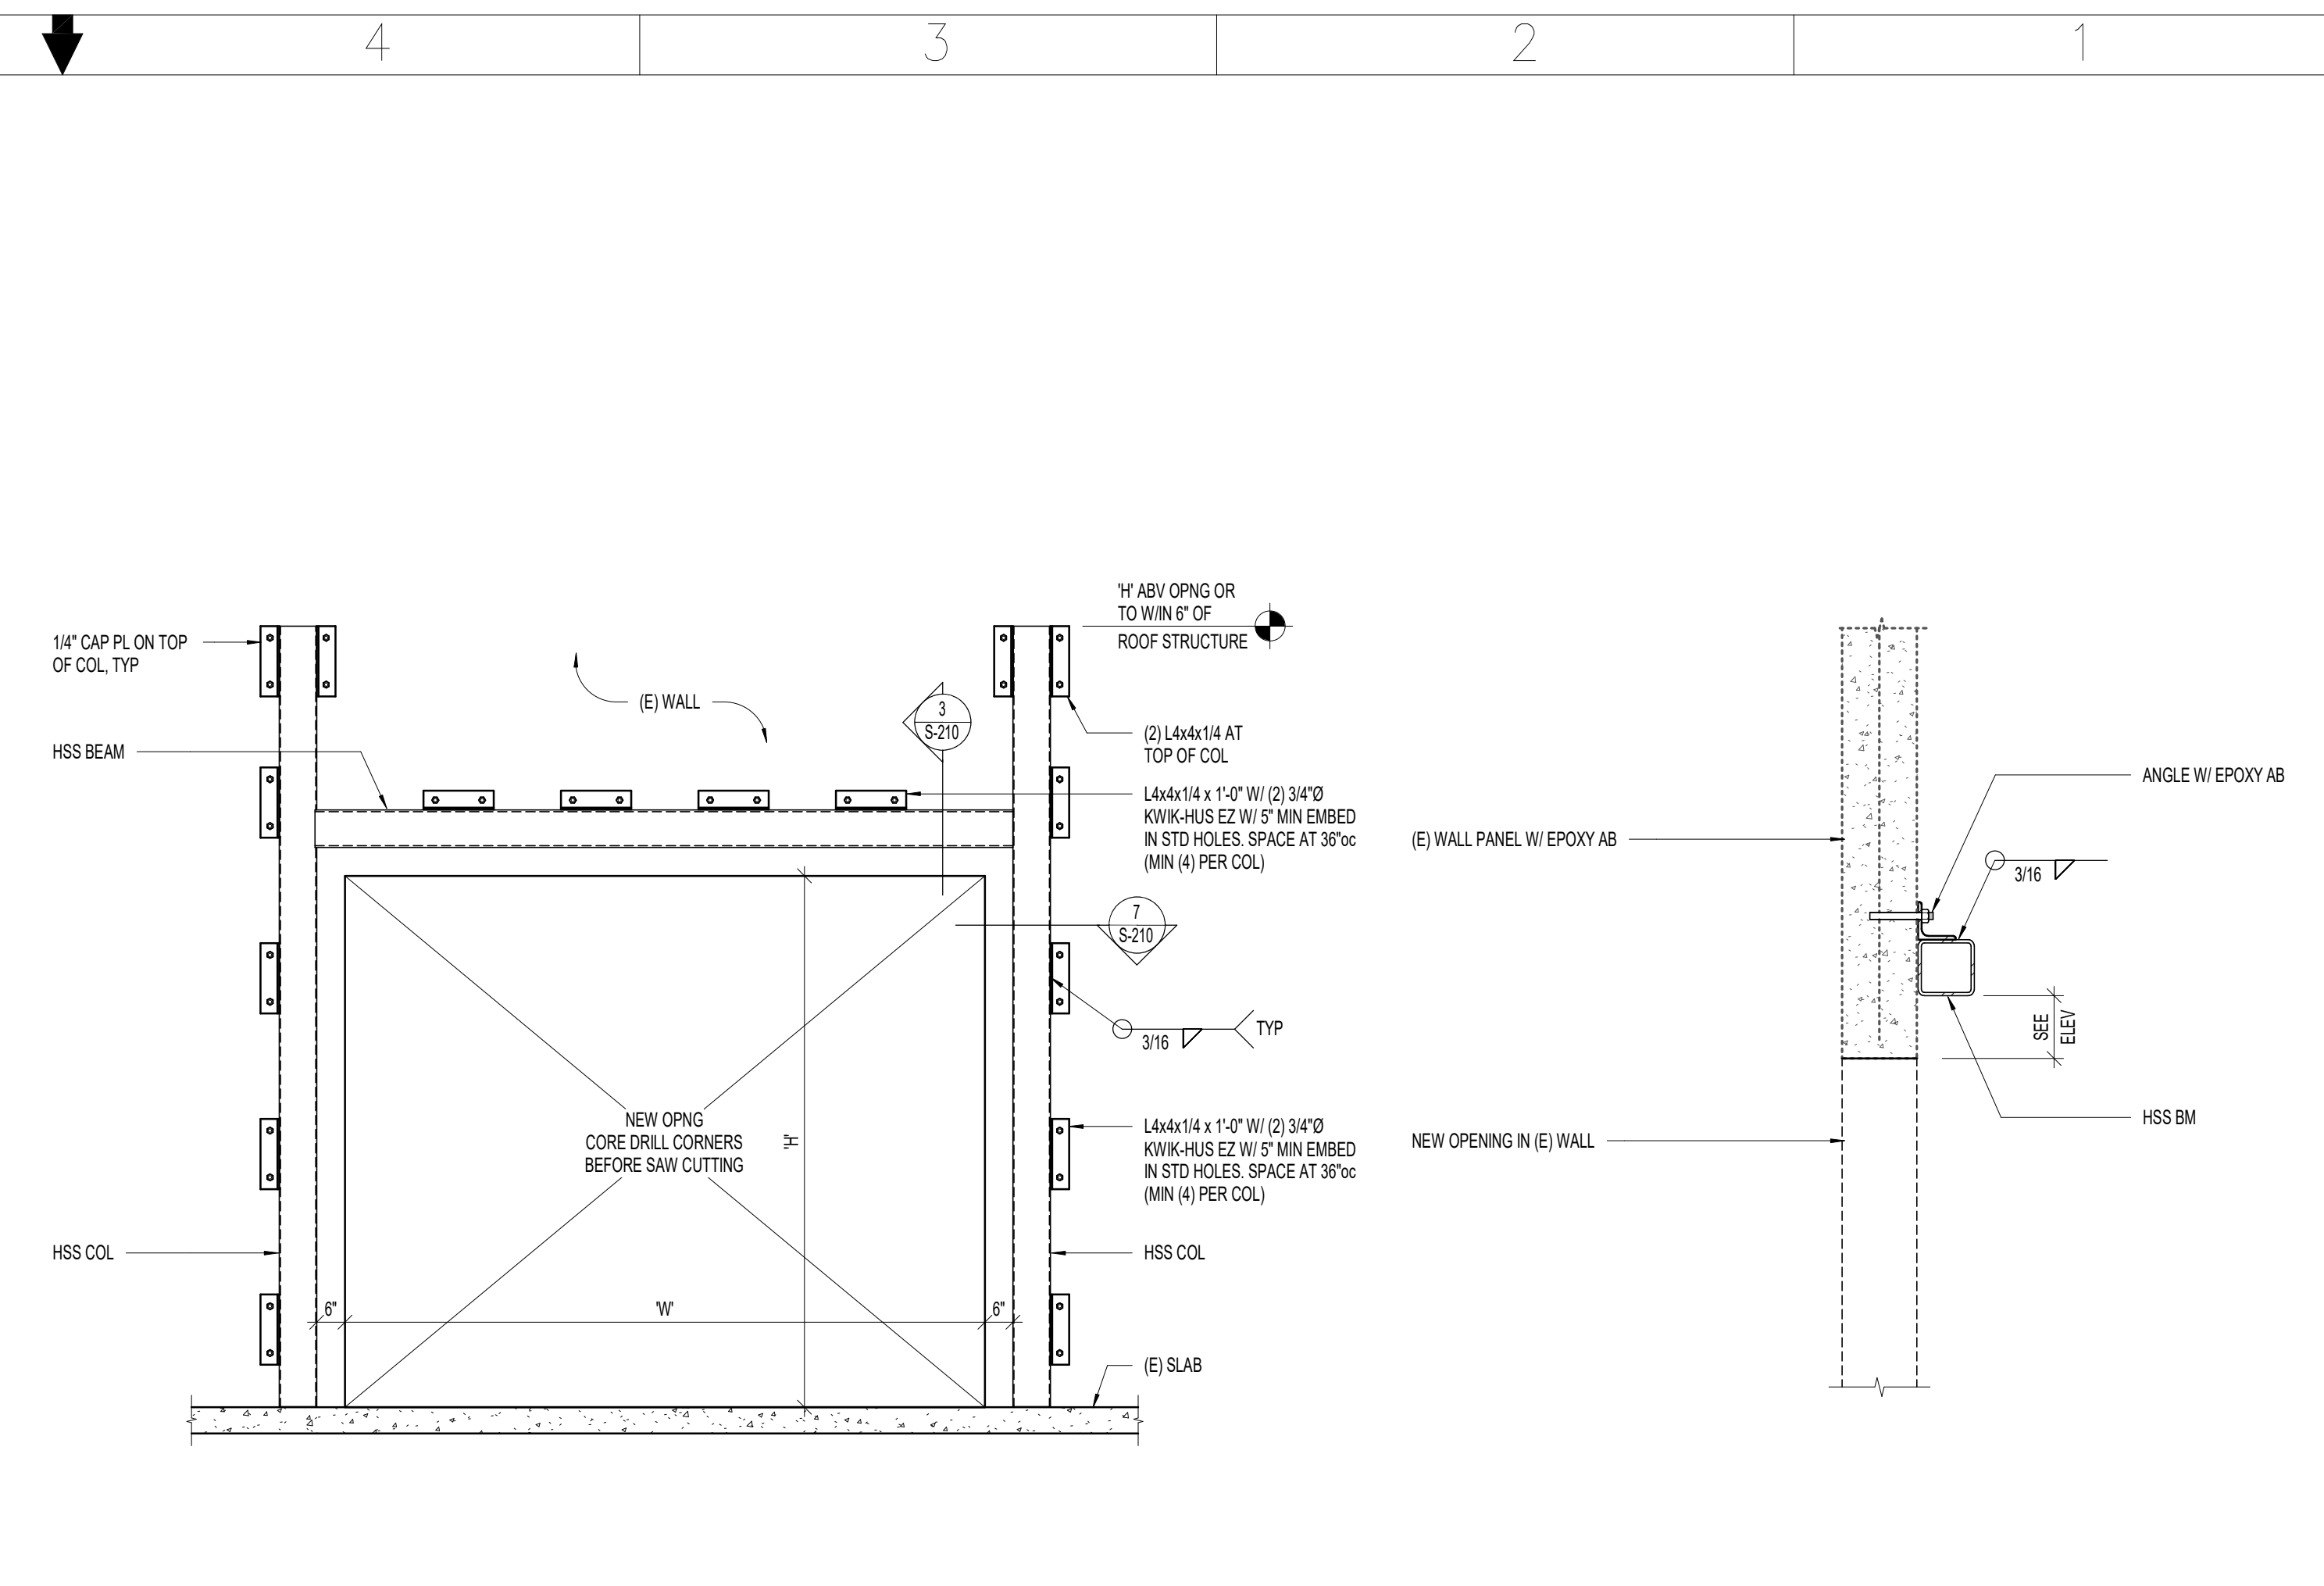 4
3
2
1
'H' ABV OPNG OR
TO W/IN 6" OF
ROOF STRUCTURE
1/4" CAP PL ON TOP
OF COL, TYP
(E) WALL
3
S-210
(2) L4x4x1/4 AT
TOP OF COL
HSS BEAM
L4x4x1/4 x 1'-0" W/ (2) 3/4"Ø
KWIK-HUS EZ W/ 5" MIN EMBED
IN STD HOLES. SPACE AT 36"oc
(MIN (4) PER COL)
7
S-210
3/16
TYP
NEW OPNG
CORE DRILL CORNERS
BEFORE SAW CUTTING
'H'
L4x4x1/4 x 1'-0" W/ (2) 3/4"Ø
KWIK-HUS EZ W/ 5" MIN EMBED
IN STD HOLES. SPACE AT 36"oc
(MIN (4) PER COL)
HSS COL
HSS COL
6"
'W'
6"
(E) SLAB
ANGLE W/ EPOXY AB
(E) WALL PANEL W/ EPOXY AB
3/16
SEE
ELEV
HSS BM
NEW OPENING IN (E) WALL